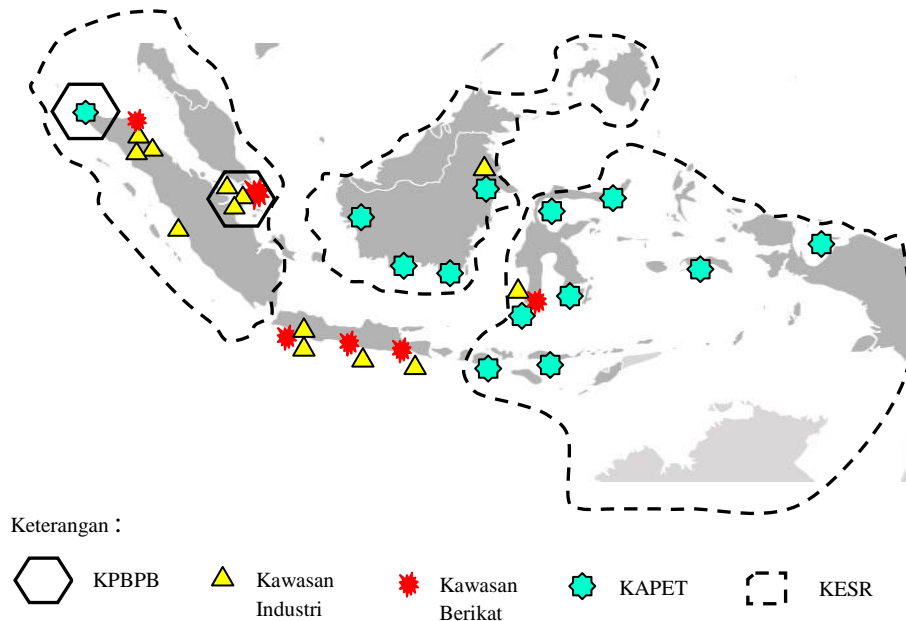 Keterangan :
KPBPB
Kawasan
Industri
Kawasan
Berikat
KAPET
KESR